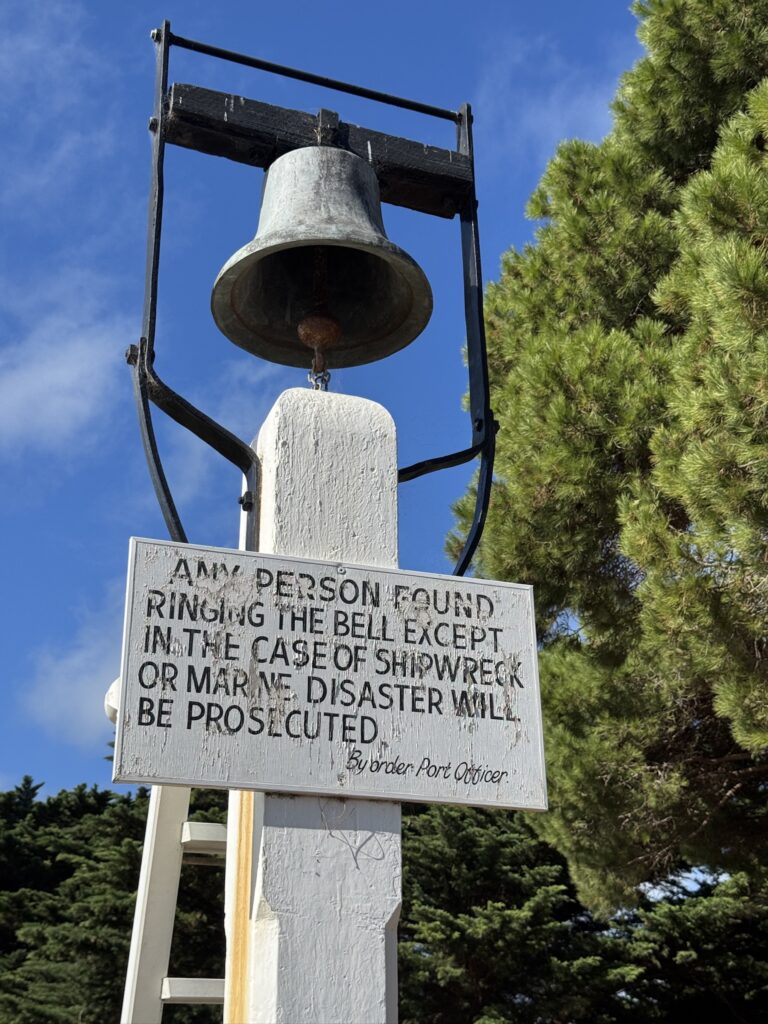 ANY PERSON FOUND
RINGING THE BELL EXCEPT
IN THE CASE OF SHIPWRECK
OR MARINE DISASTER WILL
BE PROSECUTED
By order Port Officer.